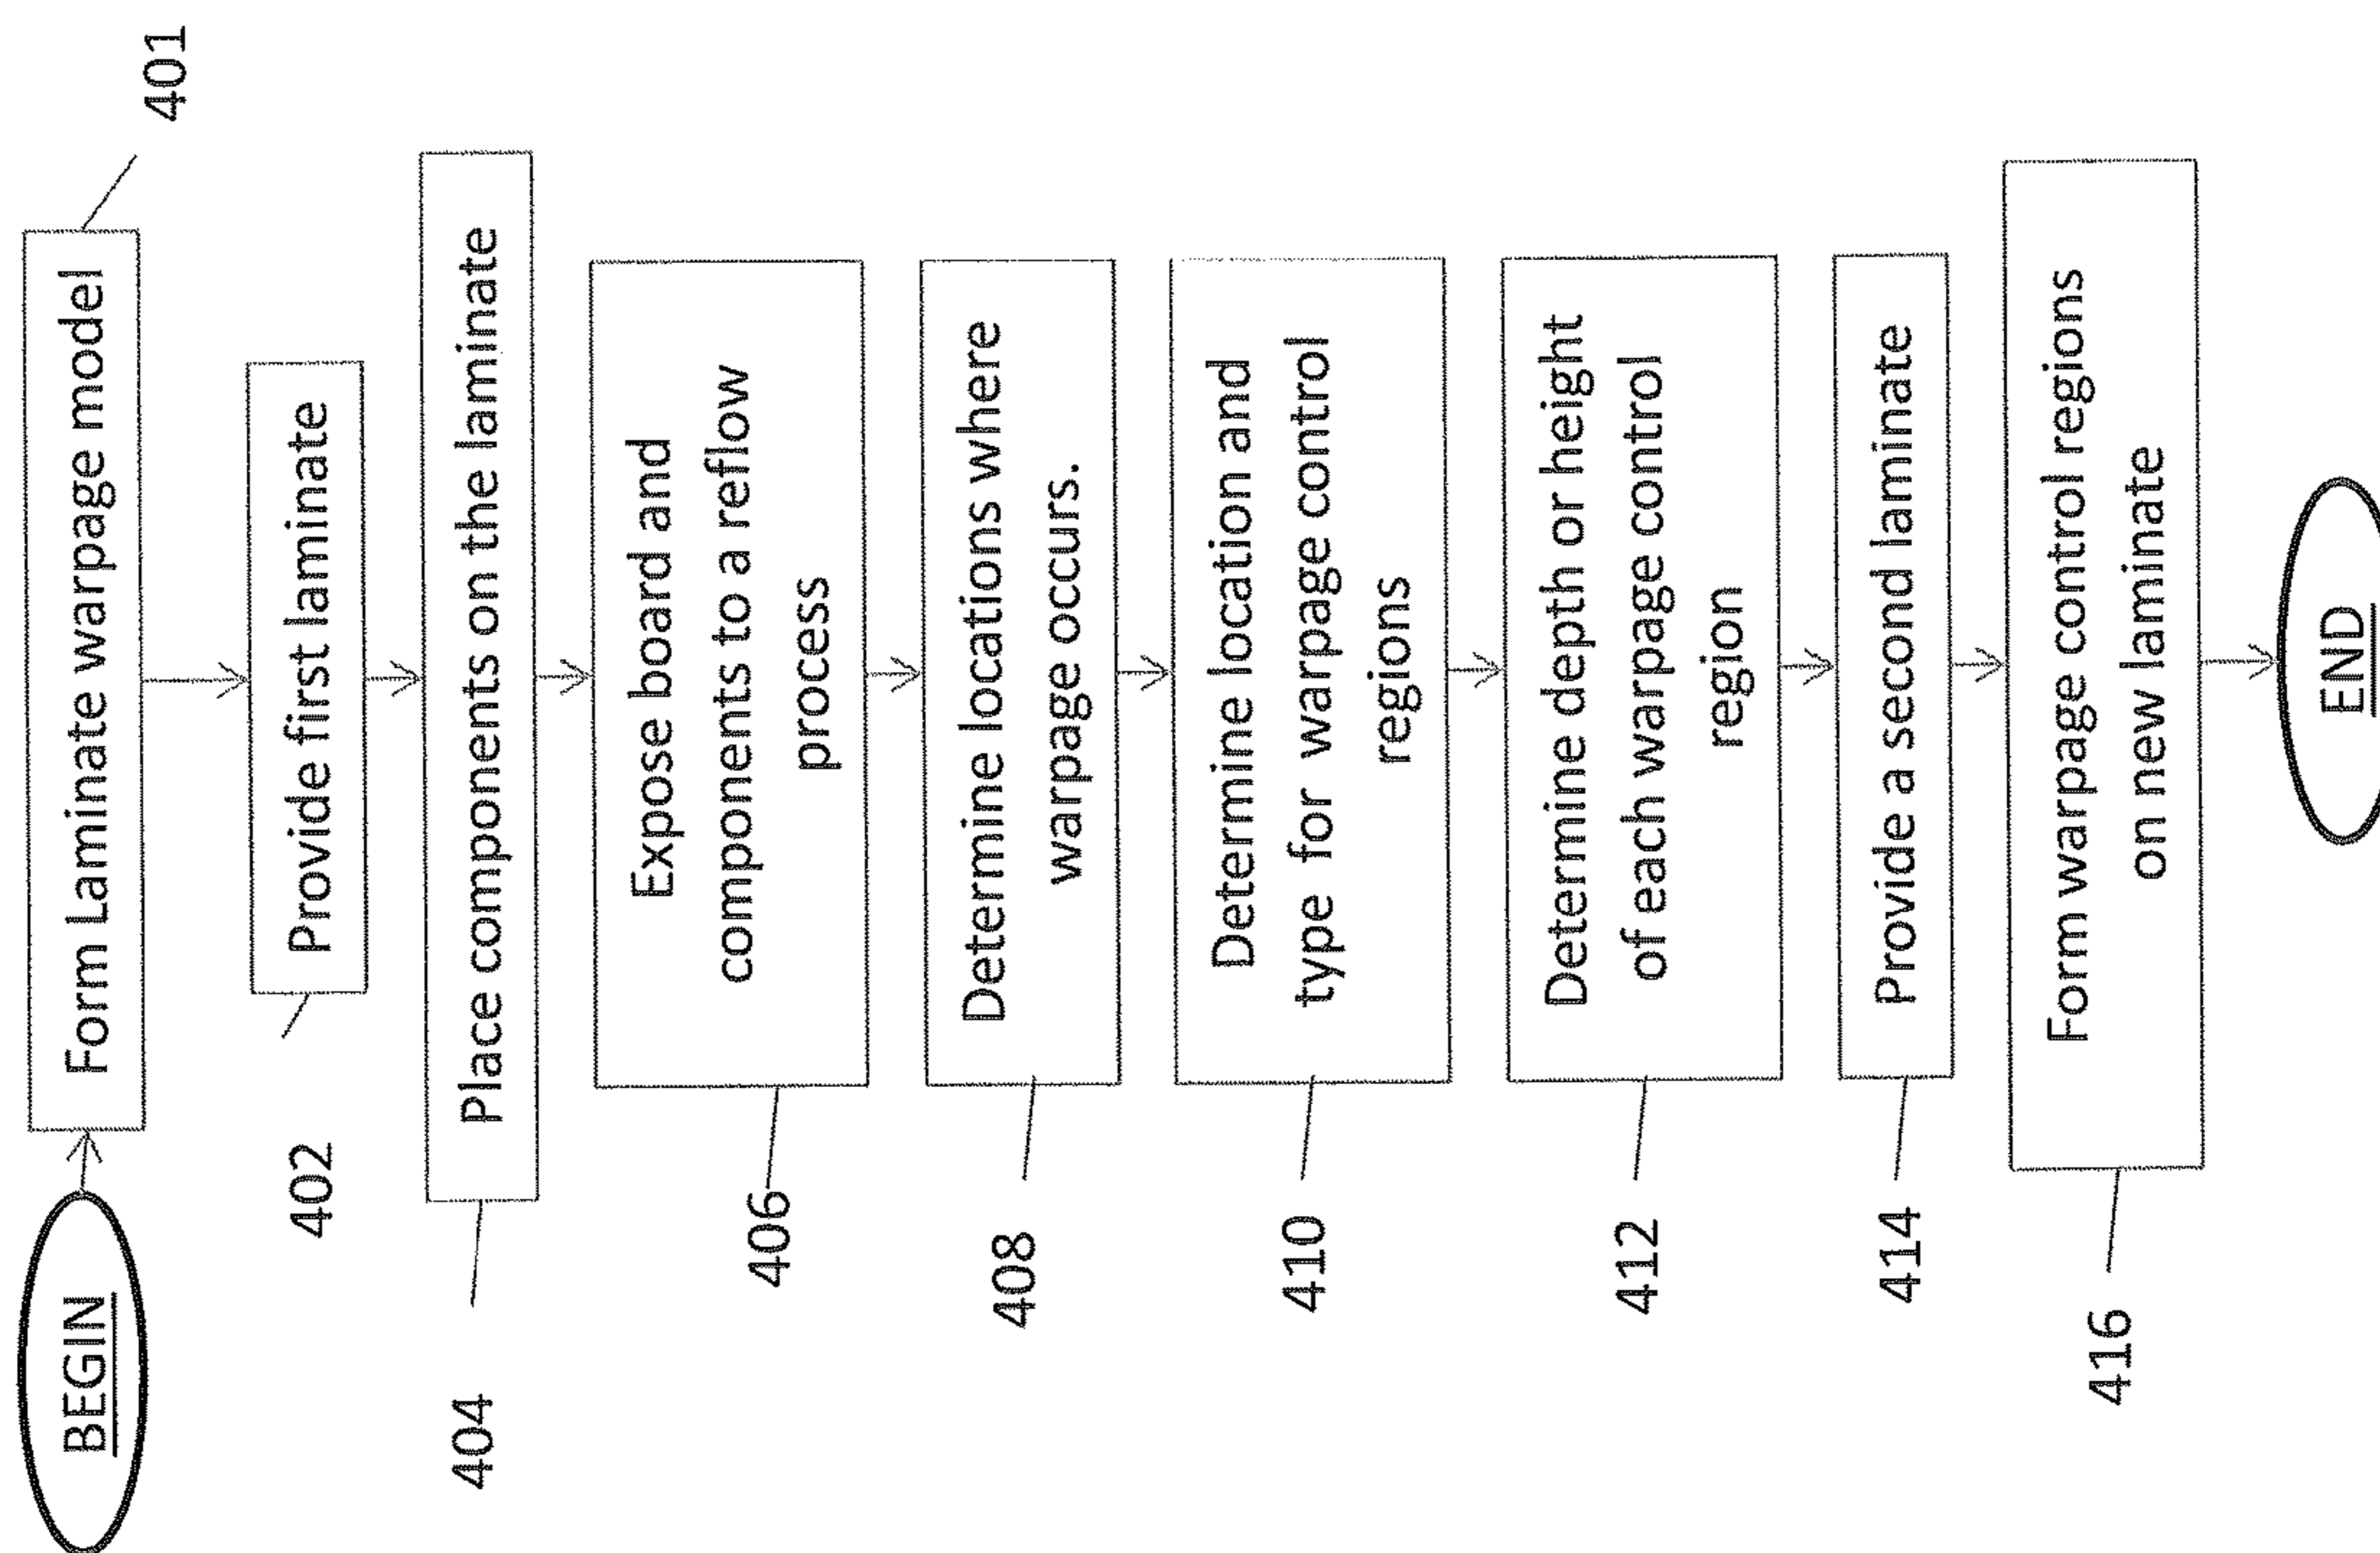 BEGIN
Form Laminate warpage model
401
Provide first laminate
402
Place components on the laminate
404
Expose board and
components to a reflow
process
406
Determine locations where
warpage occurs.
408
Determine location and
type for warpage control
regions
410
Determine depth or height
of each warpage control
region
412
Provide a second laminate
414
Form warpage control regions
on new laminate
416
END